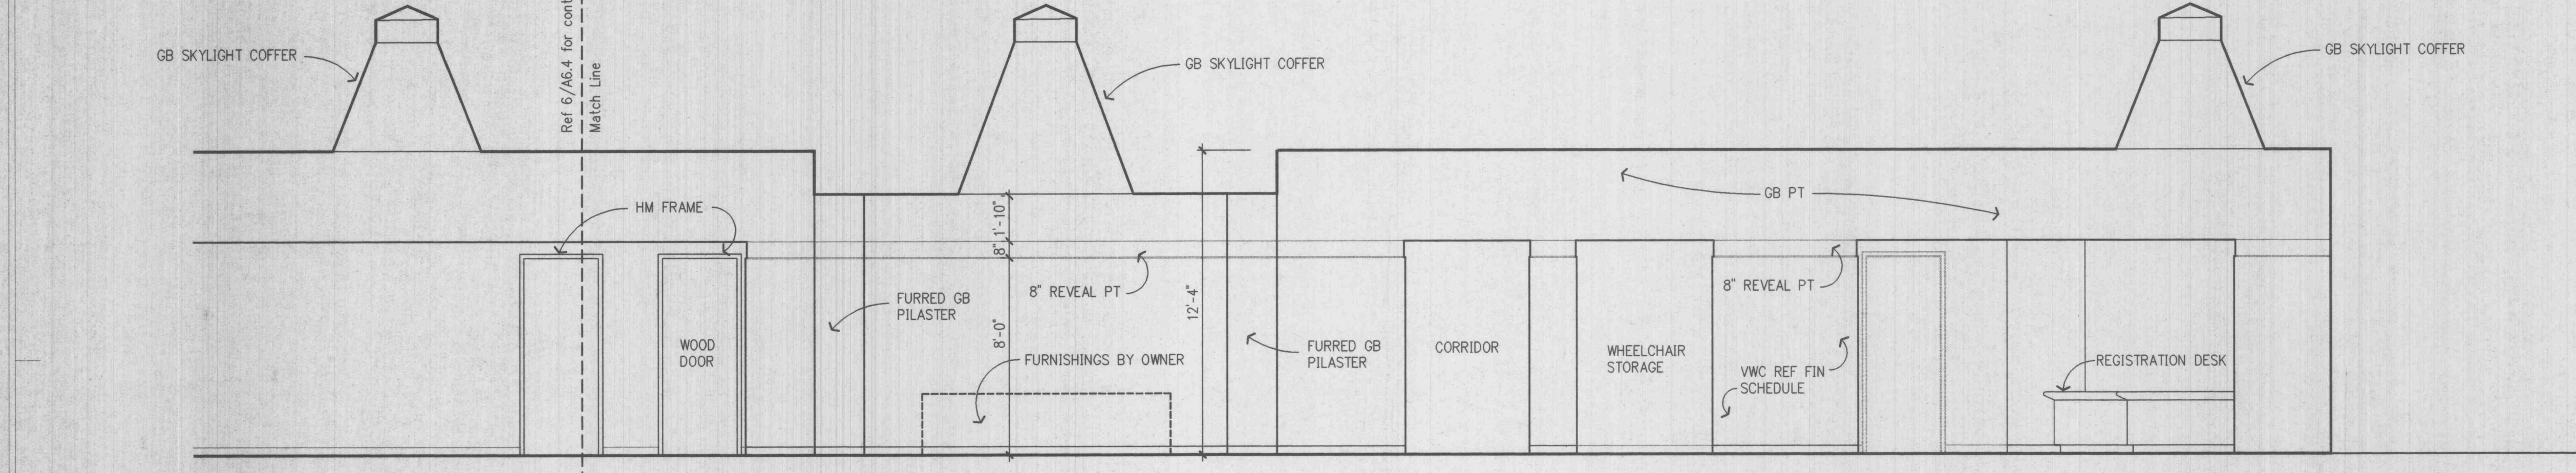 GB SKYLIGHT COFFER
Ref 6/A6.4 for cont
Match Line
GB SKYLIGHT COFFER
GB SKYLIGHT COFFER
HM FRAME
1'-10"
8"
GB PT
8" REVEAL PT
8" REVEAL PT
12'-4"
FURRED GB
PILASTER
8'-0"
WOOD
DOOR
FURNISHINGS BY OWNER
FURRED GB
PILASTER
CORRIDOR
WHEELCHAIR
STORAGE
VWC REF FIN
SCHEDULE
REGISTRATION DESK